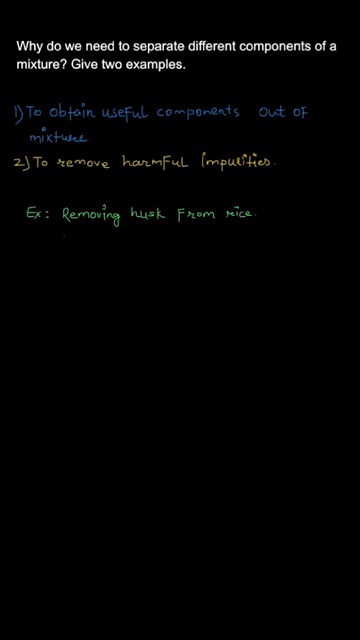 Why do we need to separate different components of a
mixture? Give two examples.
1) To obtain useful components out of
mixture
2) To remove harmful impulities.
Ex: Removing husk from rice.